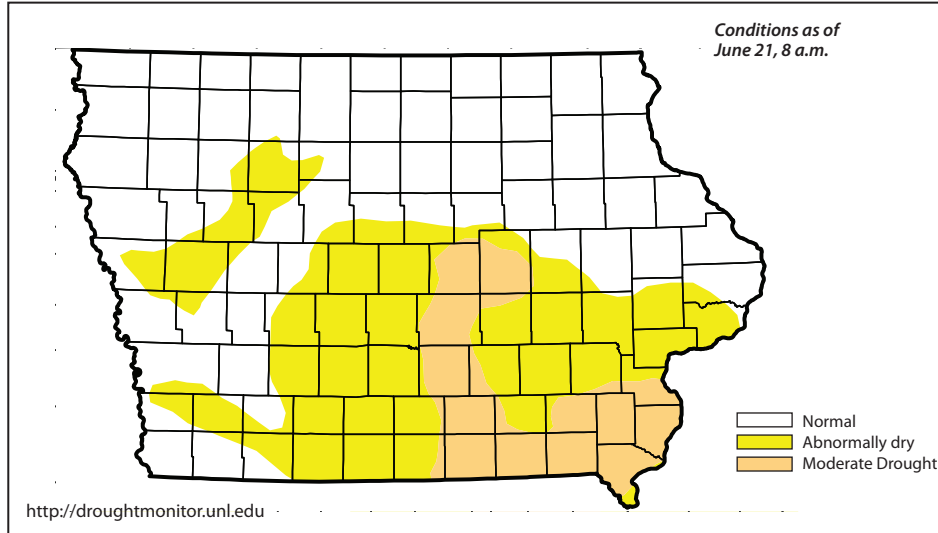 Conditions as of
June 21, 8 a.m.
Normal
Abnormally dry
Moderate Drought
http://droughtmonitor.unl.edu